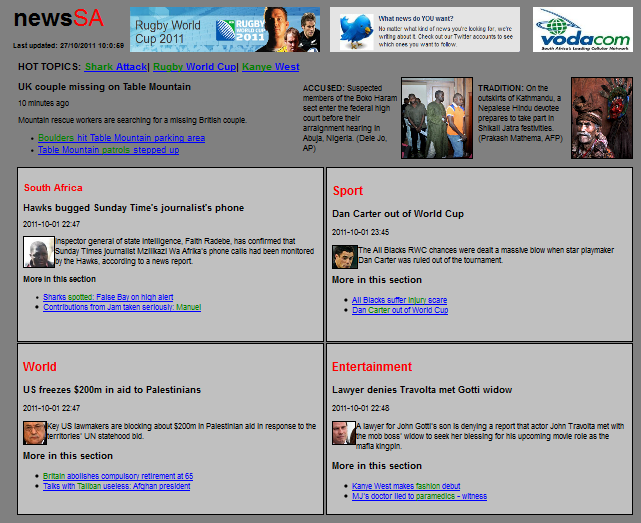 newsSA
Last updated: 27/10/2011 10:0:59
Rugby World
Cup 2011
RUGBY
WORLD CUP
2011
What news do YOU want?
No matter what kind of news you're looking for, we're
writing about it. Check out our Twitter accounts to see
which ones you want to follow.
vodacom
South Africa's Leading Cellular Network
HOT TOPICS: Shark Attack| Rugby World Cup| Kanye West
UK couple missing on Table Mountain
10 minutes ago
Mountain rescue workers are searching for a missing British couple.
Boulders hit Table Mountain parking area
Table Mountain patrols stepped up
ACCUSED: Suspected
members of the Boko Haram
sect enter the federal high
court before their
arraignment hearing in
Abuja, Nigeria. (Dele Jo,
AP)
TRADITION: On the
outskirts of Kathmandu, a
Nepalese Hindu devotee
prepares to take part in
Shikali Jatra festivities.
(Prakash Mathema, AFP)
South Africa
Hawks bugged Sunday Time's journalist's phone
2011-10-01 22:47
Inspector general of state intelligence, Faith Radebe, has confirmed that
Sunday Times journalist Mzilikazi Wa Afrika's phone calls had been monitored
by the Hawks, according to a news report.
More in this section
Sharks spotted: False Bay on high alert
Contributions from Jam taken seriously: Manuel
Sport
Dan Carter out of World Cup
2011-10-01 23:45
The All Blacks RWC chances were dealt a massive blow when star playmaker
Dan Carter was ruled out of the tournament.
More in this section
All Blacks suffer injury scare
Dan Carter out of World Cup
World
US freezes $200m in aid to Palestinians
2011-10-01 22:47
Key US lawmakers are blocking about $200m in Palestinian aid in response to the
territories' UN statehood bid.
More in this section
Britain abolishes compulsory retirement at 65
Talks with Taliban useless: Afghan president
Entertainment
Lawyer denies Travolta met Gotti widow
2011-10-01 22:48
A lawyer for John Gotti's son is denying a report that actor John Travolta met with
the mob boss' widow to seek her blessing for his upcoming movie role as the
mafia kingpin.
More in this section
Kanye West makes fashion debut
MJ's doctor lied to paramedics - witness